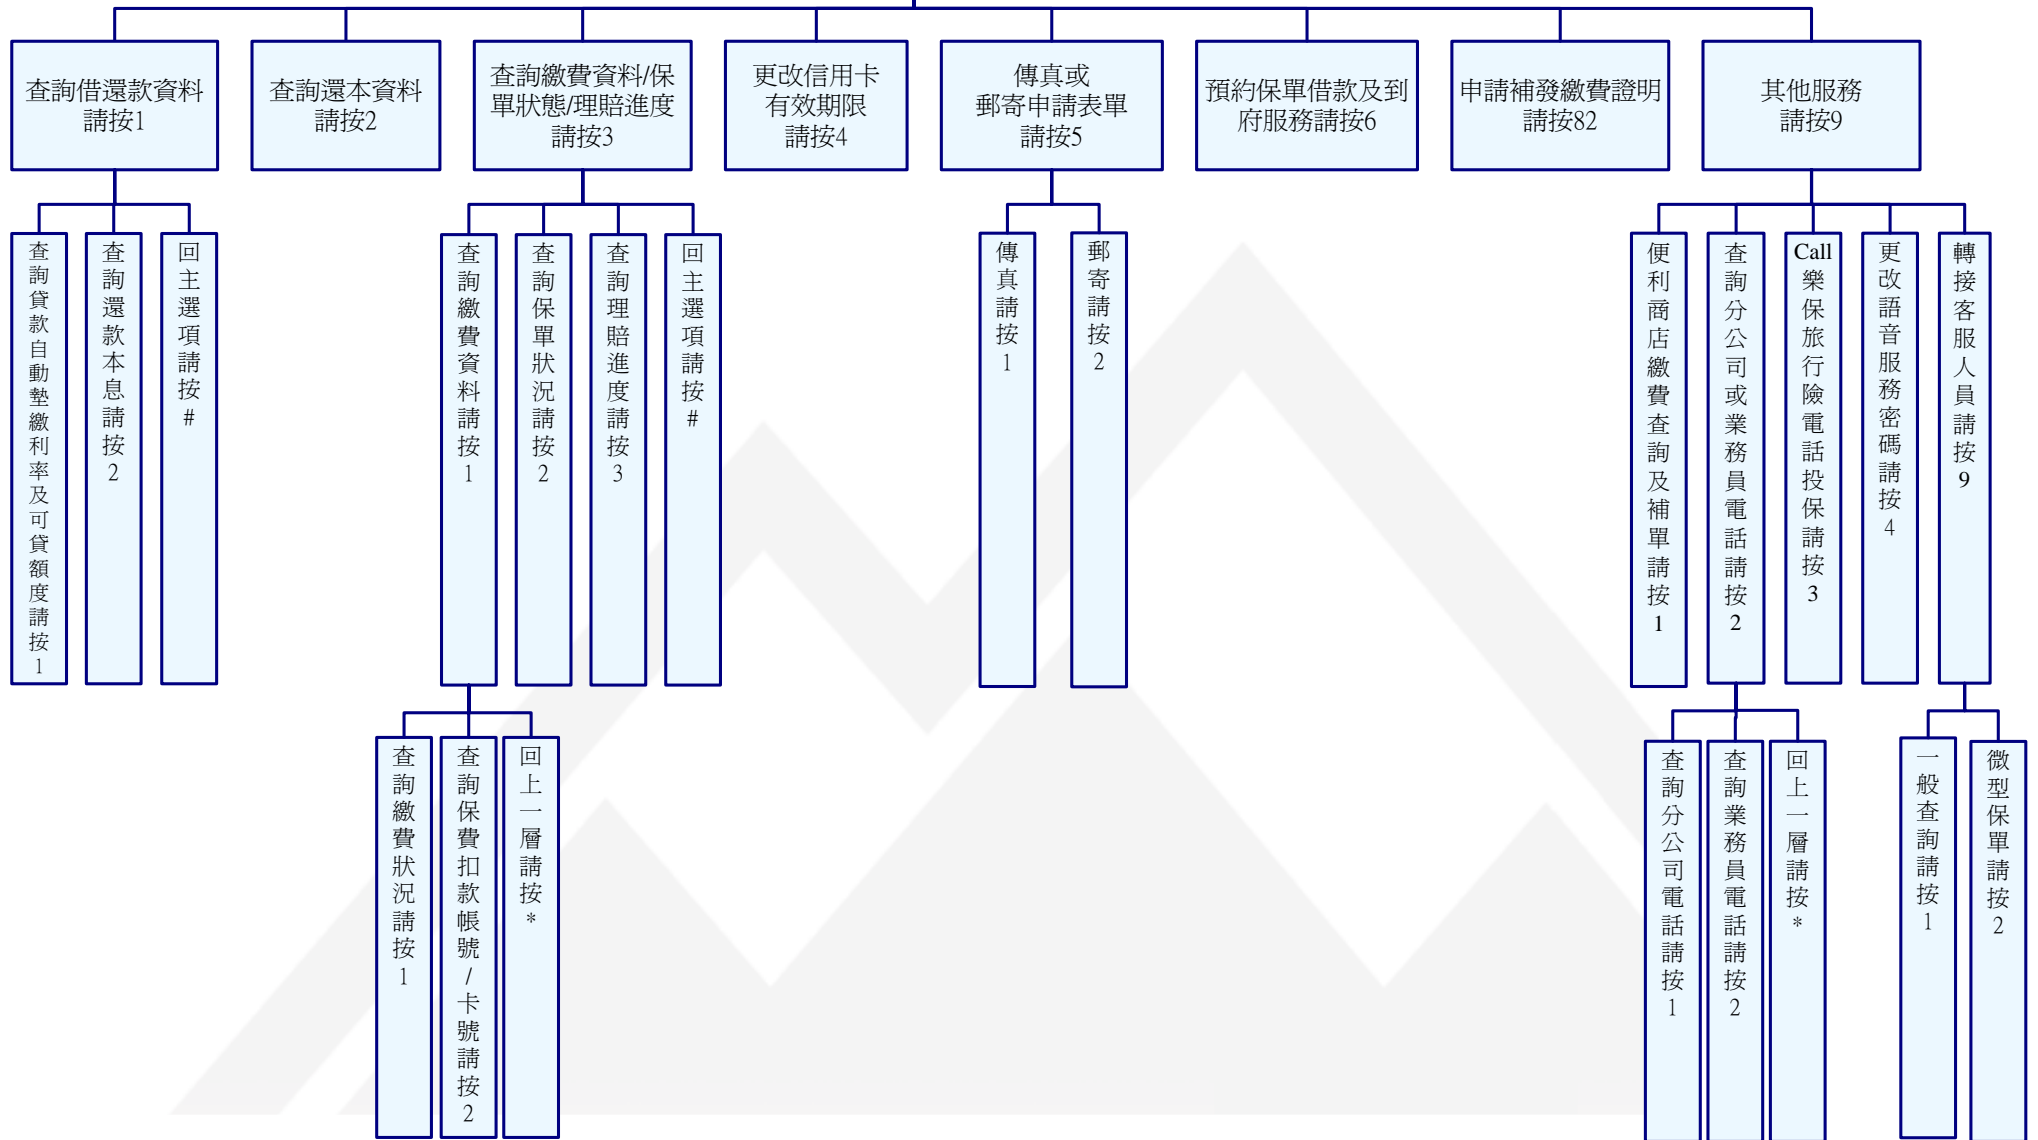 查詢借還款資料
請按1
查詢還本資料
請按2
查詢繳費資料/保
單狀態/理賠進度
請按3
更改信用卡
有效期限
請按4
傳真或
郵寄申請表單
請按5
預約保單借款及到
府服務請按6
申請補發繳費證明
請按82
其他服務
請按9
查詢貸款自動墊繳利率及可貸額度請按1
查詢還款本息請按2
回主選項請按#
查詢繳費資料請按1
查詢保單狀況請按2
查詢理賠進度請按3
回主選項請按#
傳真請按1
郵寄請按2
便利商店繳費查詢及補單請按1
查詢分公司或業務員電話請按2
Call樂保旅行險電話投保請按3
更改語音服務密碼請按4
轉接客服人員請按9
查詢繳費狀況請按1
查詢保費扣款帳號/卡號請按2
回上一層請按*
查詢分公司電話請按1
查詢業務員電話請按2
回上一層請按*
一般查詢請按1
微型保單請按2